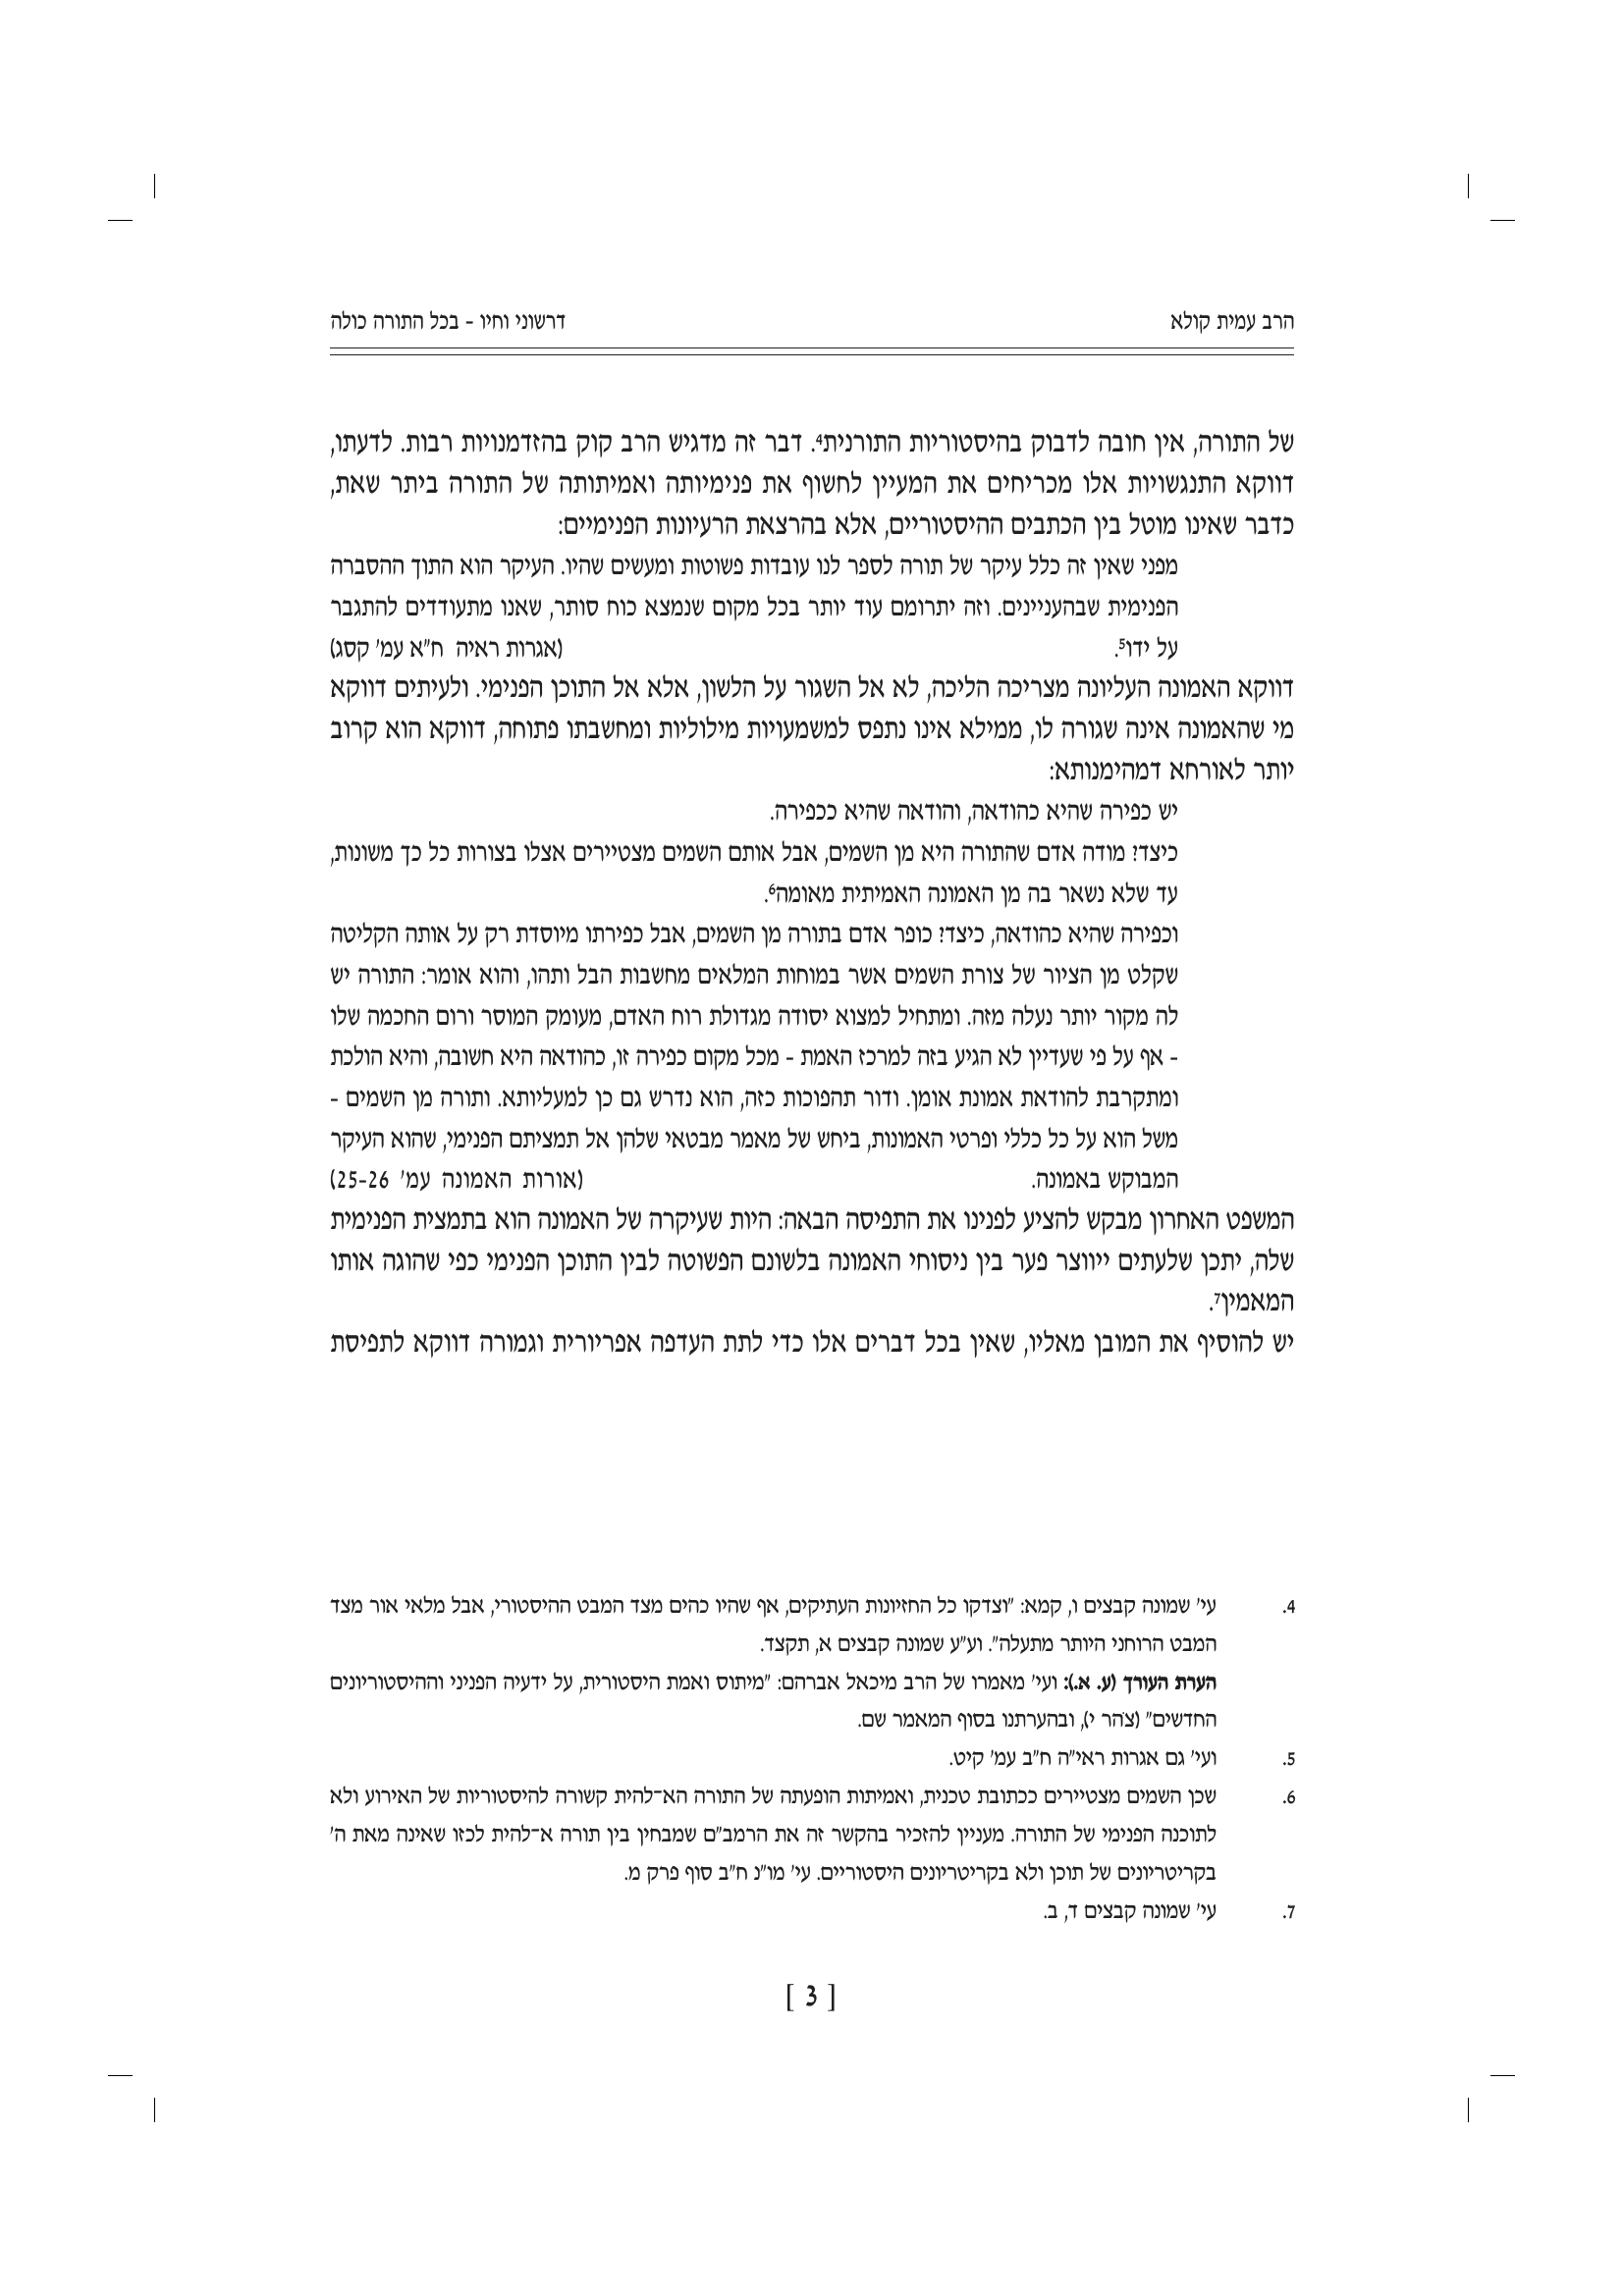 הרב עמית קולא
דרשוני וחיו - בכל התורה כולה
של התורה, אין חובה לדבוק בהיסטוריות התורנית4. דבר זה מדגיש הרב קוק בהזדמנויות רבות. לדעתו,
דווקא התנגשויות אלו מכריחים את המעיין לחשוף את פנימיותה ואמיתותה של התורה ביתר שאת,
כדבר שאינו מוטל בין הכתבים ההיסטוריים, אלא בהרצאת הרעיונות הפנימיים:
מפני שאין זה כלל עיקר של תורה לספר לנו עובדות פשוטות ומעשים שהיו. העיקר הוא התוך ההסברה
הפנימית שבהעניינים. וזה יתרומם עוד יותר בכל מקום שנמצא כוח סותר, שאנו מתעודדים להתגבר
על ידו5. (אגרות ראיה ח"א עמ' קסג)
דווקא האמונה העליונה מצריכה הליכה, לא אל השגור על הלשון, אלא אל התוכן הפנימי. ולעיתים דווקא
מי שהאמונה אינה שגורה לו, ממילא אינו נתפס למשמעויות מילוליות ומחשבתו פתוחה, דווקא הוא קרוב
יותר לאורחא דמהימנותא:
יש כפירה שהיא כהודאה, והודאה שהיא ככפירה.
כיצד? מודה אדם שהתורה היא מן השמים, אבל אותם השמים מצטיירים אצלו בצורות כל כך משונות,
עד שלא נשאר בה מן האמונה האמיתית מאומה6.
וכפירה שהיא כהודאה, כיצד? כופר אדם בתורה מן השמים, אבל כפירתו מיוסדת רק על אותה הקליטה
שקלט מן הציור של צורת השמים אשר במוחות המלאים מחשבות הבל ותהו, והוא אומר: התורה יש
לה מקור יותר נעלה מזה. ומתחיל למצוא יסודה מגדולת רוח האדם, מעומק המוסר ורום החכמה שלו
- אף על פי שעדיין לא הגיע בזה למרכז האמת - מכל מקום כפירה זו, כהודאה היא חשובה, והיא הולכת
ומתקרבת להודאת אמונת אומן. ודור תהפוכות כזה, הוא נדרש גם כן למעליותא. ותורה מן השמים -
משל הוא על כל כללי ופרטי האמונות, ביחש של מאמר מבטאי שלהן אל תמציתם הפנימי, שהוא העיקר
המבוקש באמונה. (אורות האמונה עמ' 25-26)
המשפט האחרון מבקש להציע לפנינו את התפיסה הבאה: היות שעיקרה של האמונה הוא בתמצית הפנימית
שלה, יתכן שלעתים ייווצר פער בין ניסוחי האמונה בלשונם הפשוטה לבין התוכן הפנימי כפי שהוגה אותו
המאמין7.
יש להוסיף את המובן מאליו, שאין בכל דברים אלו כדי לתת העדפה אפריורית וגמורה דווקא לתפיסת
4. עי' שמונה קבצים ו, קמא: "וצדקו כל החזיונות העתיקים, אף שהיו כהים מצד המבט ההיסטורי, אבל מלאי אור מצד
המבט הרוחני היותר מתעלה". וע"ע שמונה קבצים א, תקצד.
הערת העורך (ע. א.): ועי' מאמרו של הרב מיכאל אברהם: "מיתוס ואמת היסטורית, על ידעיה הפניני וההיסטוריונים
החדשים" (צֹהר י), ובהערתנו בסוף המאמר שם.
5. ועי' גם אגרות ראי"ה ח"ב עמ' קיט.
6. שכן השמים מצטיירים ככתובת טכנית, ואמיתות הופעתה של התורה הא־להית קשורה להיסטוריות של האירוע ולא
לתוכנה הפנימי של התורה. מעניין להזכיר בהקשר זה את הרמב"ם שמבחין בין תורה א־להית לכזו שאינה מאת ה'
בקריטריונים של תוכן ולא בקריטריונים היסטוריים. עי' מו"נ ח"ב סוף פרק מ.
7. עי' שמונה קבצים ד, ב.
[ 3 ]